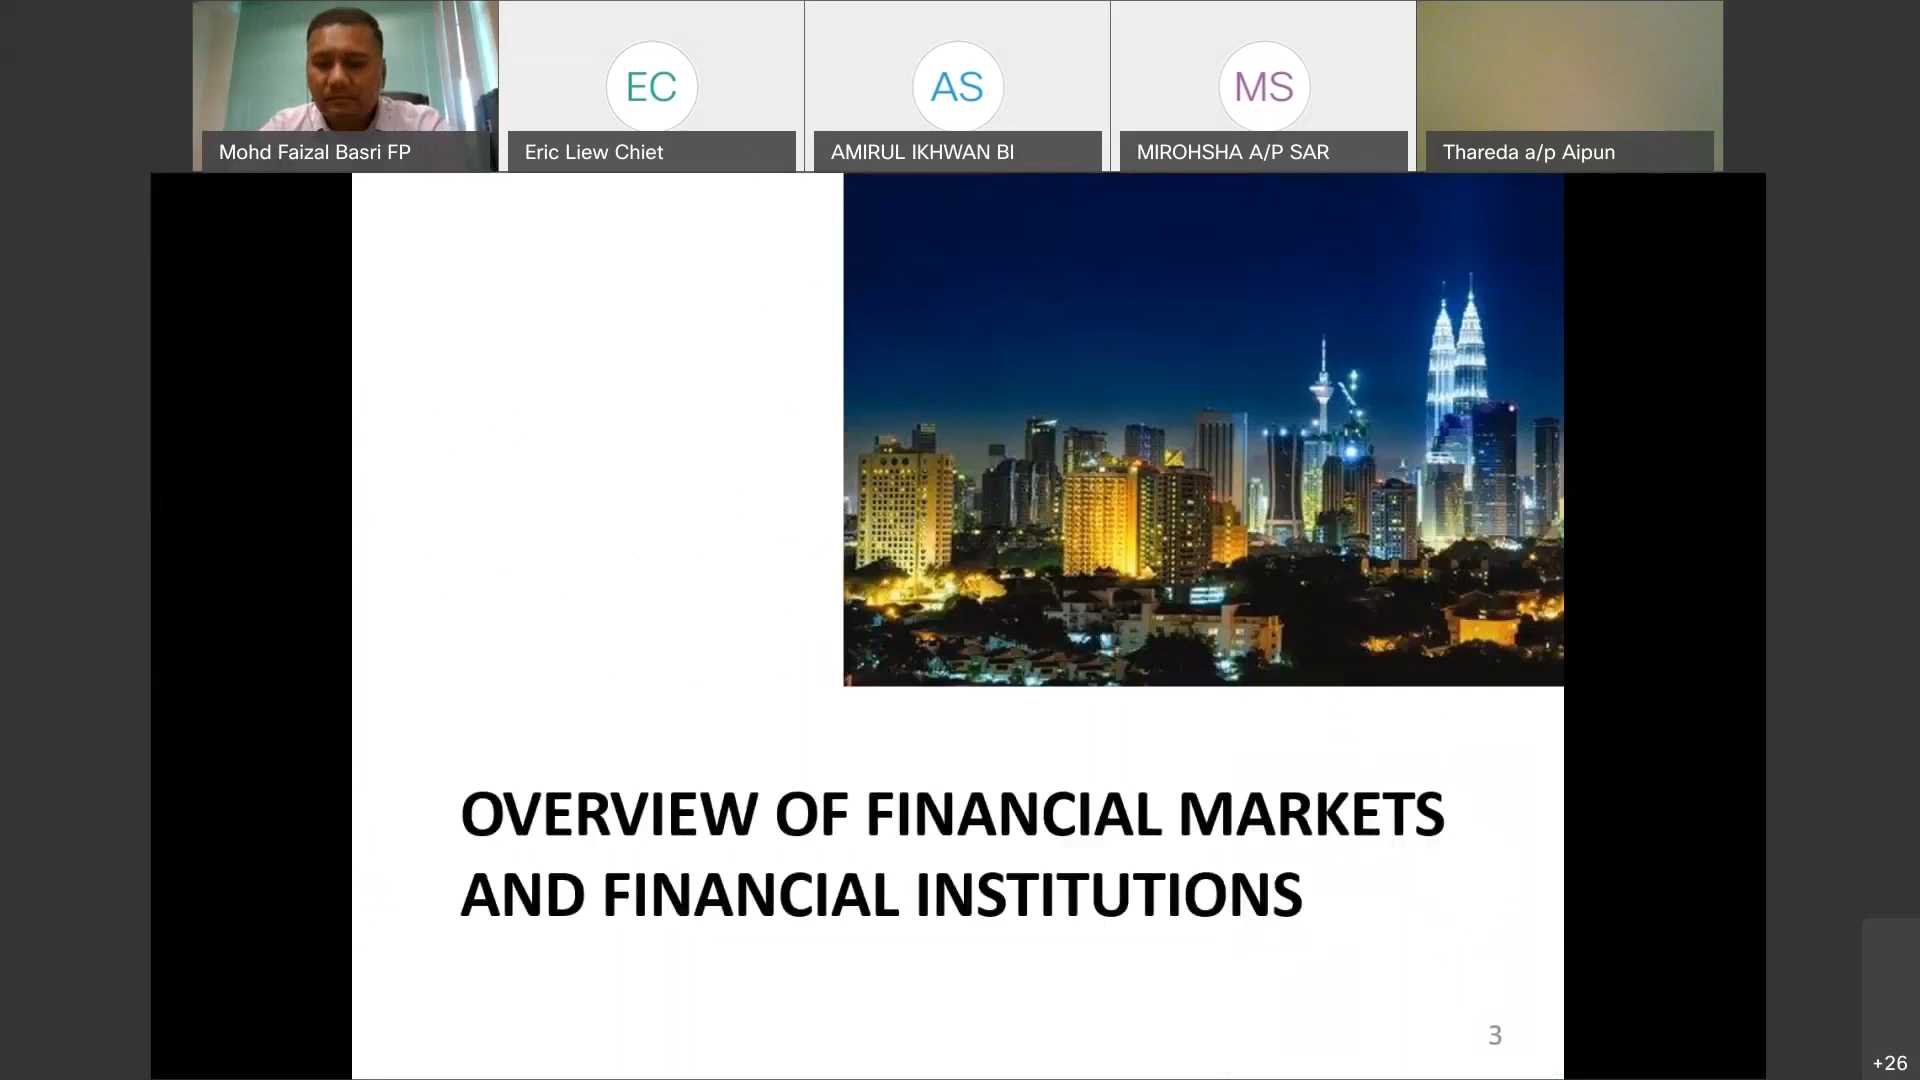 Mohd Faizal Basri FP
EC
Eric Liew Chiet
AS
AMIRUL IKHWAN BI
MS
MIROHSHA A/P SAR
Thareda a/p Aipun
OVERVIEW OF FINANCIAL MARKETS
AND FINANCIAL INSTITUTIONS
3
+26